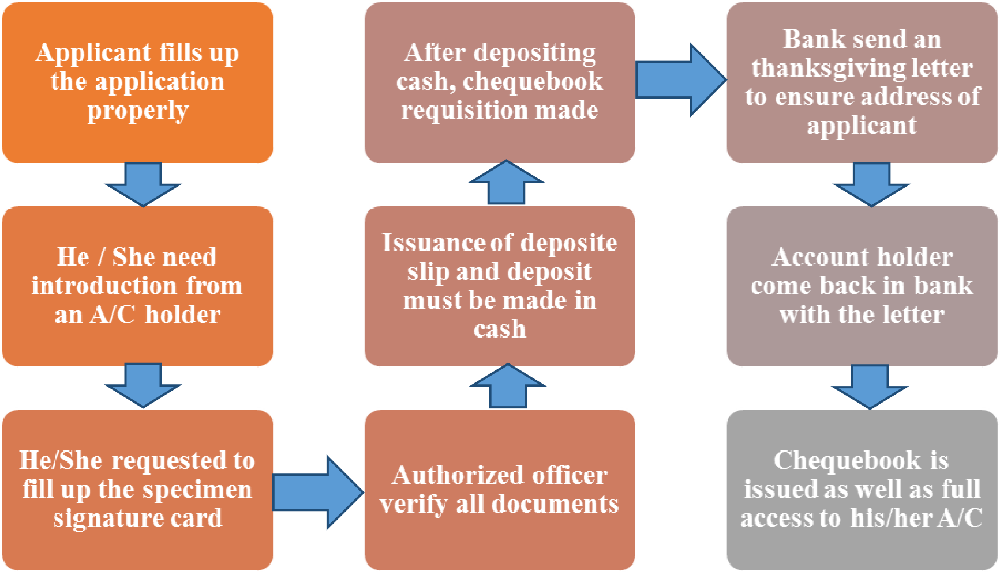 Applicant fills up
the application
properly
He / She need
introduction from
an A/C holder
He/She requested to
fill up the specimen
signature card
Authorized officer
verify all documents
Issuance of deposite
slip and deposit
must be made in
cash
After depositing
cash, chequebook
requisition made
Bank send an
thanksgiving letter
to ensure address of
applicant
Account holder
come back in bank
with the letter
Chequebook is
issued as well as full
access to his/her A/C